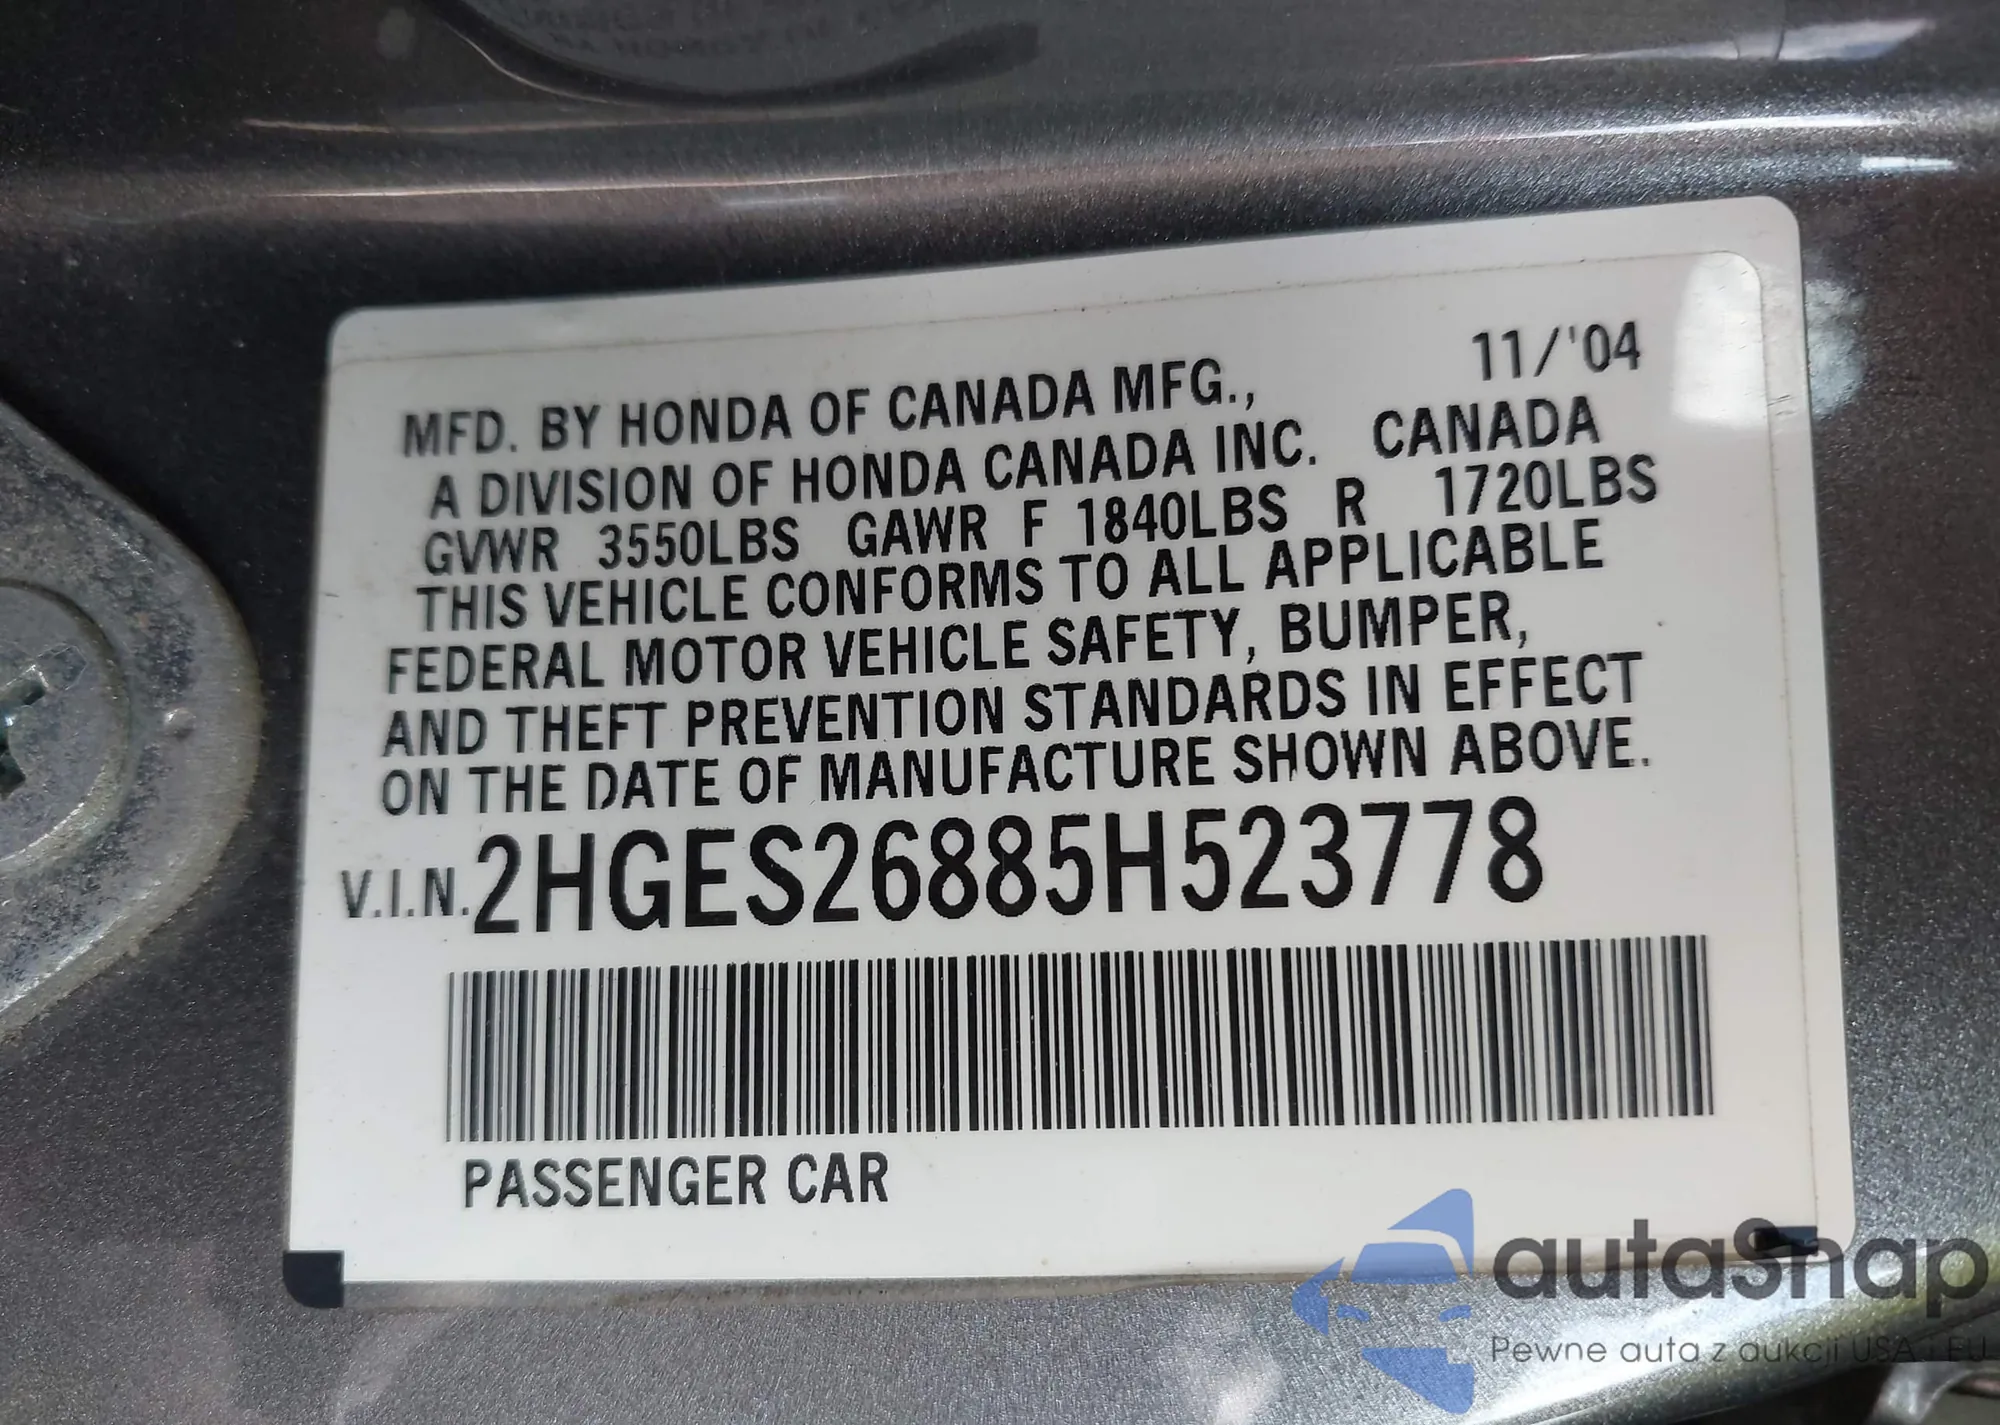 11/'04
MFD. BY HONDA OF CANADA MFG.,
A DIVISION OF HONDA CANADA INC. CANADA
GVWR 3550LBS GAWR F 1840LBS R 1720LBS
THIS VEHICLE CONFORMS TO ALL APPLICABLE
FEDERAL MOTOR VEHICLE SAFETY, BUMPER,
AND THEFT PREVENTION STANDARDS IN EFFECT
ON THE DATE OF MANUFACTURE SHOWN ABOVE.
V.I.N. 2HGES26885H523778
PASSENGER CAR
autaSnap
Pewne auta z aukcji USA i EU